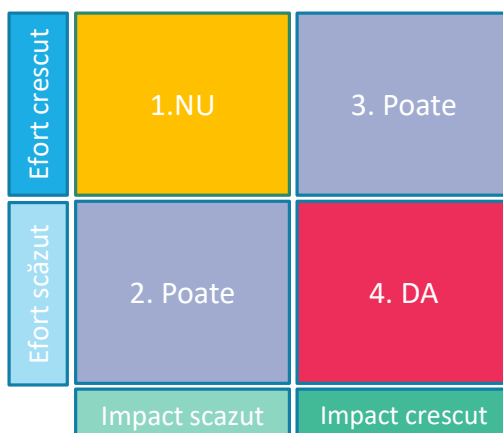 Efort crescut
1.NU
3. Poate
Efort scăzut
2. Poate
4. DA
Impact scazut
Impact crescut